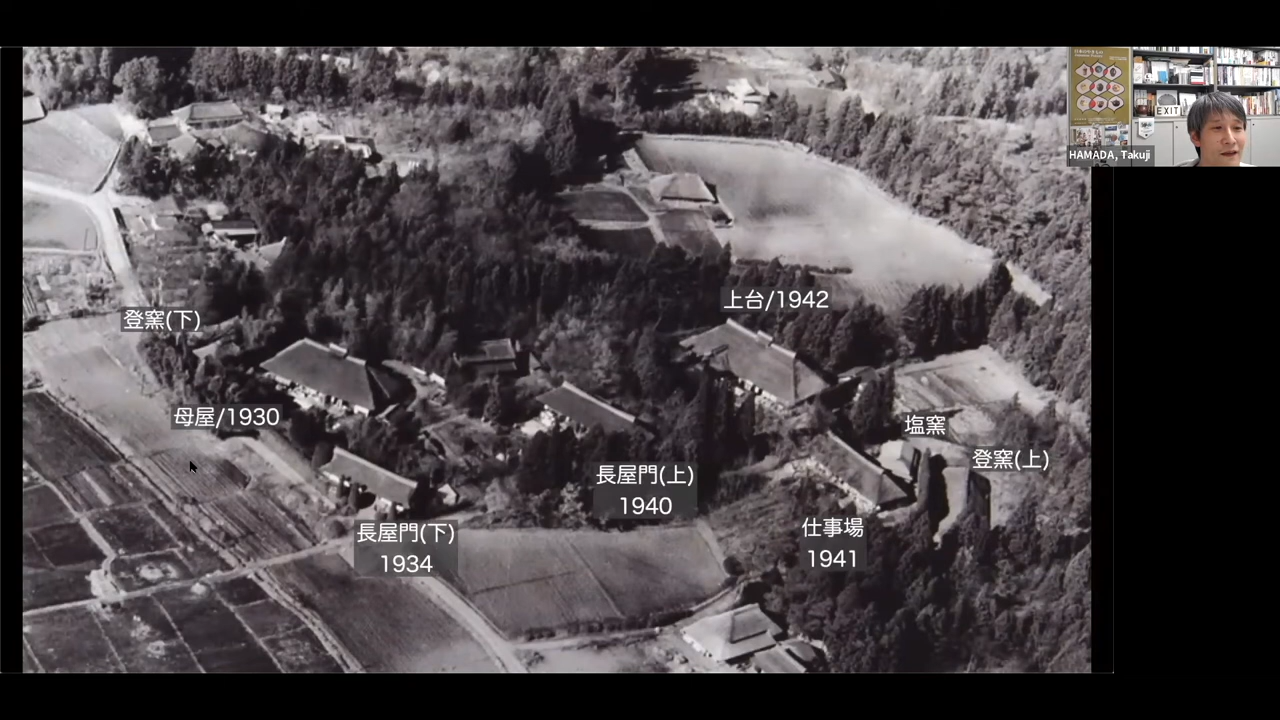 EXIT
HAMADA, Takuji
上台/1942
登窯(下)
母屋/1930
塩窯
登窯(上)
長屋門(上)
1940
仕事場
1941
長屋門(下)
1934